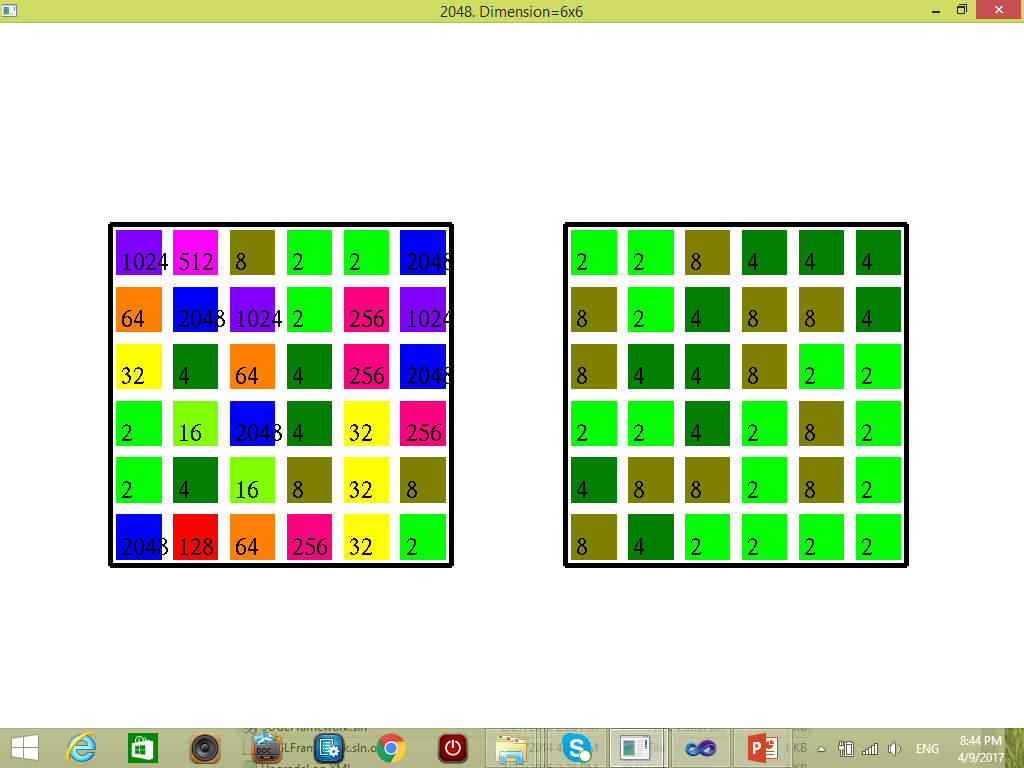 2048. Dimension=6x6
1024 512 8 2 2 2048
64 2048 1024 2 256 1024
32 4 64 4 256 2048
2 16 2048 4 32 256
2 4 16 8 32 8
2048 128 64 256 32 2
2 2 8 4 4 4
8 2 4 8 8 4
8 4 4 8 2 2
2 2 4 2 8 2
4 8 8 2 8 2
8 4 2 2 2 2
DOC
ENG
8:44 PM
4/9/2017